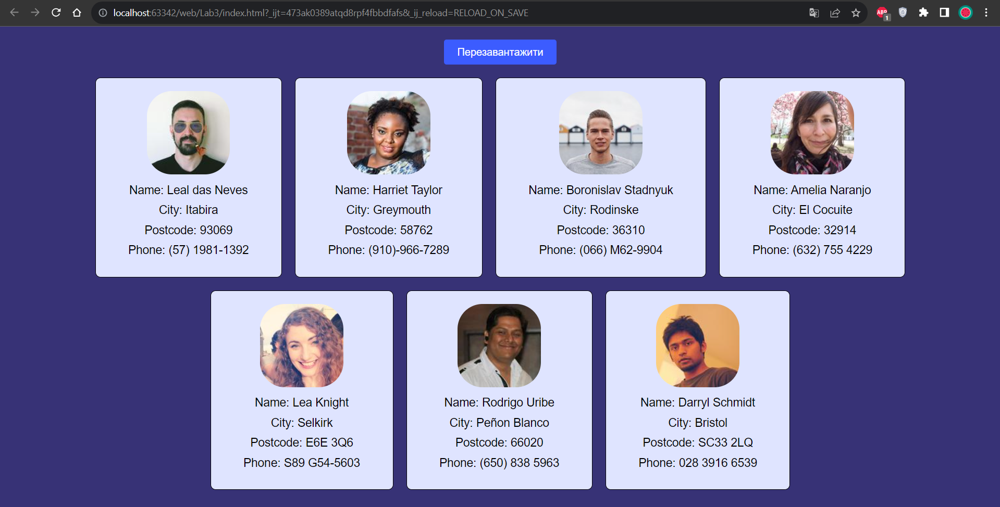 localhost:63342/web/Lab3/index.html?_ijt=473ak0389atqd8rpf4fbbdfafs&_ij_reload=RELOAD_ON_SAVE
ABP
1
Перезавантажити
Name: Leal das Neves
City: Itabira
Postcode: 93069
Phone: (57) 1981-1392
Name: Harriet Taylor
City: Greymouth
Postcode: 58762
Phone: (910)-966-7289
Name: Boronislav Stadnyuk
City: Rodinske
Postcode: 36310
Phone: (066) M62-9904
Name: Amelia Naranjo
City: El Cocuite
Postcode: 32914
Phone: (632) 755 4229
Name: Lea Knight
City: Selkirk
Postcode: E6E 3Q6
Phone: S89 G54-5603
Name: Rodrigo Uribe
City: Peñon Blanco
Postcode: 66020
Phone: (650) 838 5963
Name: Darryl Schmidt
City: Bristol
Postcode: SC33 2LQ
Phone: 028 3916 6539